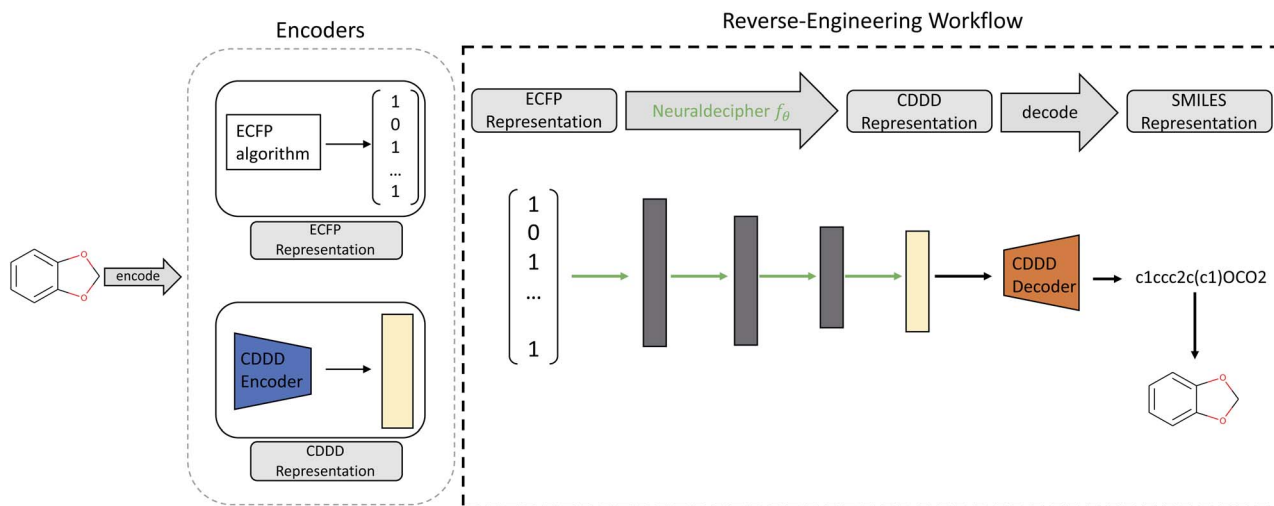 Encoders
Reverse-Engineering Workflow
encode
O
O
ECFP
algorithm
1
0
1
...
1
ECFP
Representation
CDDD
Encoder
CDDD
Representation
ECFP
Representation
Neuraldecipher fθ
CDDD
Representation
decode
SMILES
Representation
1
0
1
...
1
CDDD
Decoder
c1ccc2c(c1)OCO2
O
O